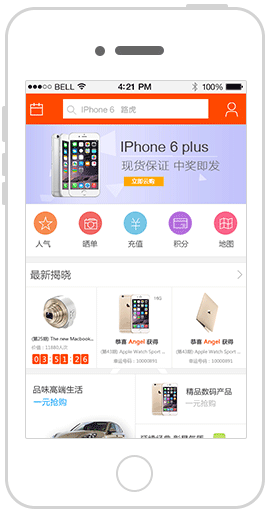 BELL 4:21 PM 100%
IPhone 6 路虎
IPhone 6 plus
现货保证 中奖即发
立即云购
人气 晒单 充值 积分 地图
最新揭晓
(第25期) The new Macbook...
价值：11880人次
03:51:26
恭喜 Angel 获得
(第43期) Apple Watch Sport ...
幸运号码：10000891
恭喜 Angel 获得
(第43期) Apple Watch Sport ...
幸运号码：10000891
品味高端生活
一元抢购
精品数码产品
一元抢购